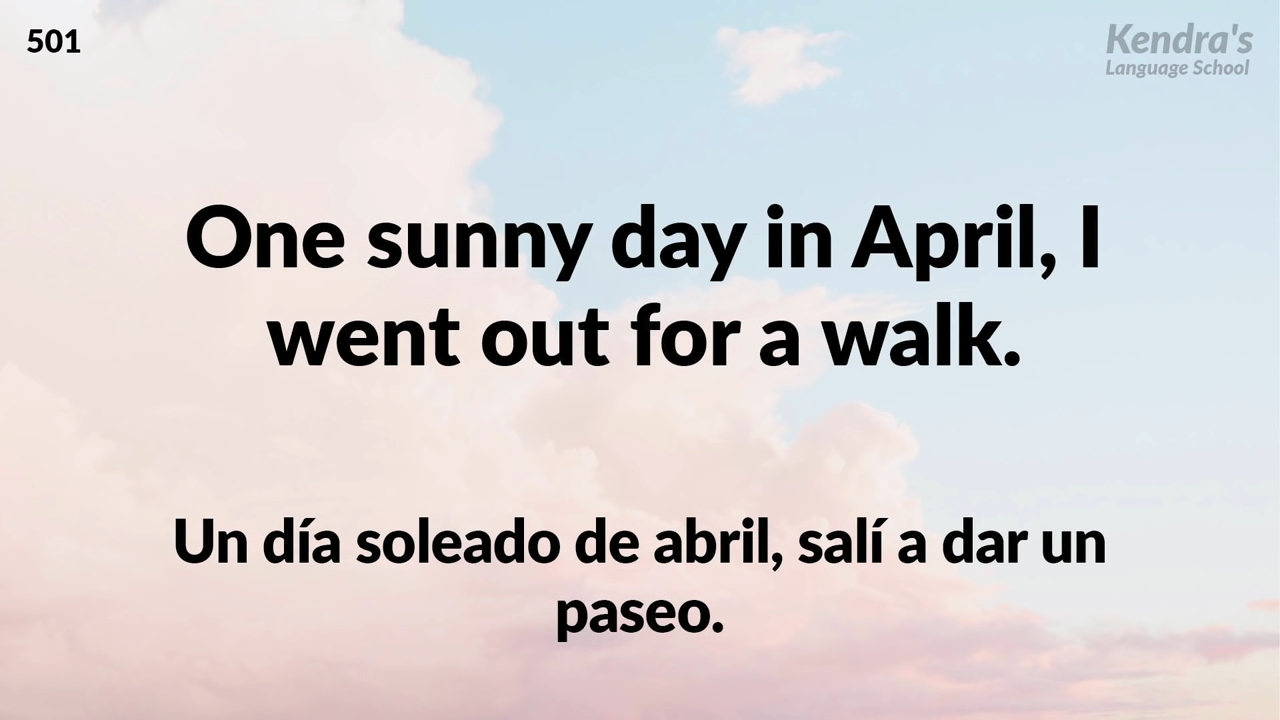 501
Kendra's
Language School
One sunny day in April, I
went out for a walk.
Un día soleado de abril, salí a dar un
paseo.